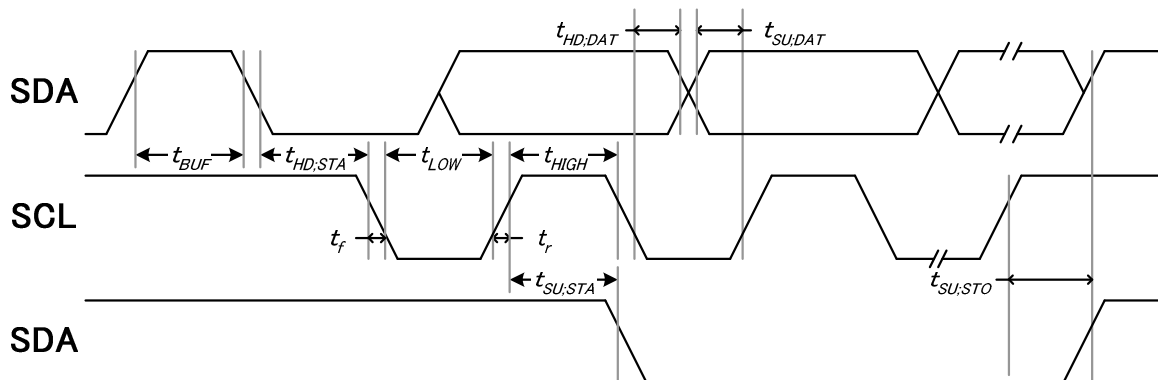 t_HD;DAT
t_SU;DAT
SDA
t_BUF
t_HD;STA
t_LOW
t_HIGH
SCL
t_f
t_r
t_SU;STA
t_SU;STO
SDA